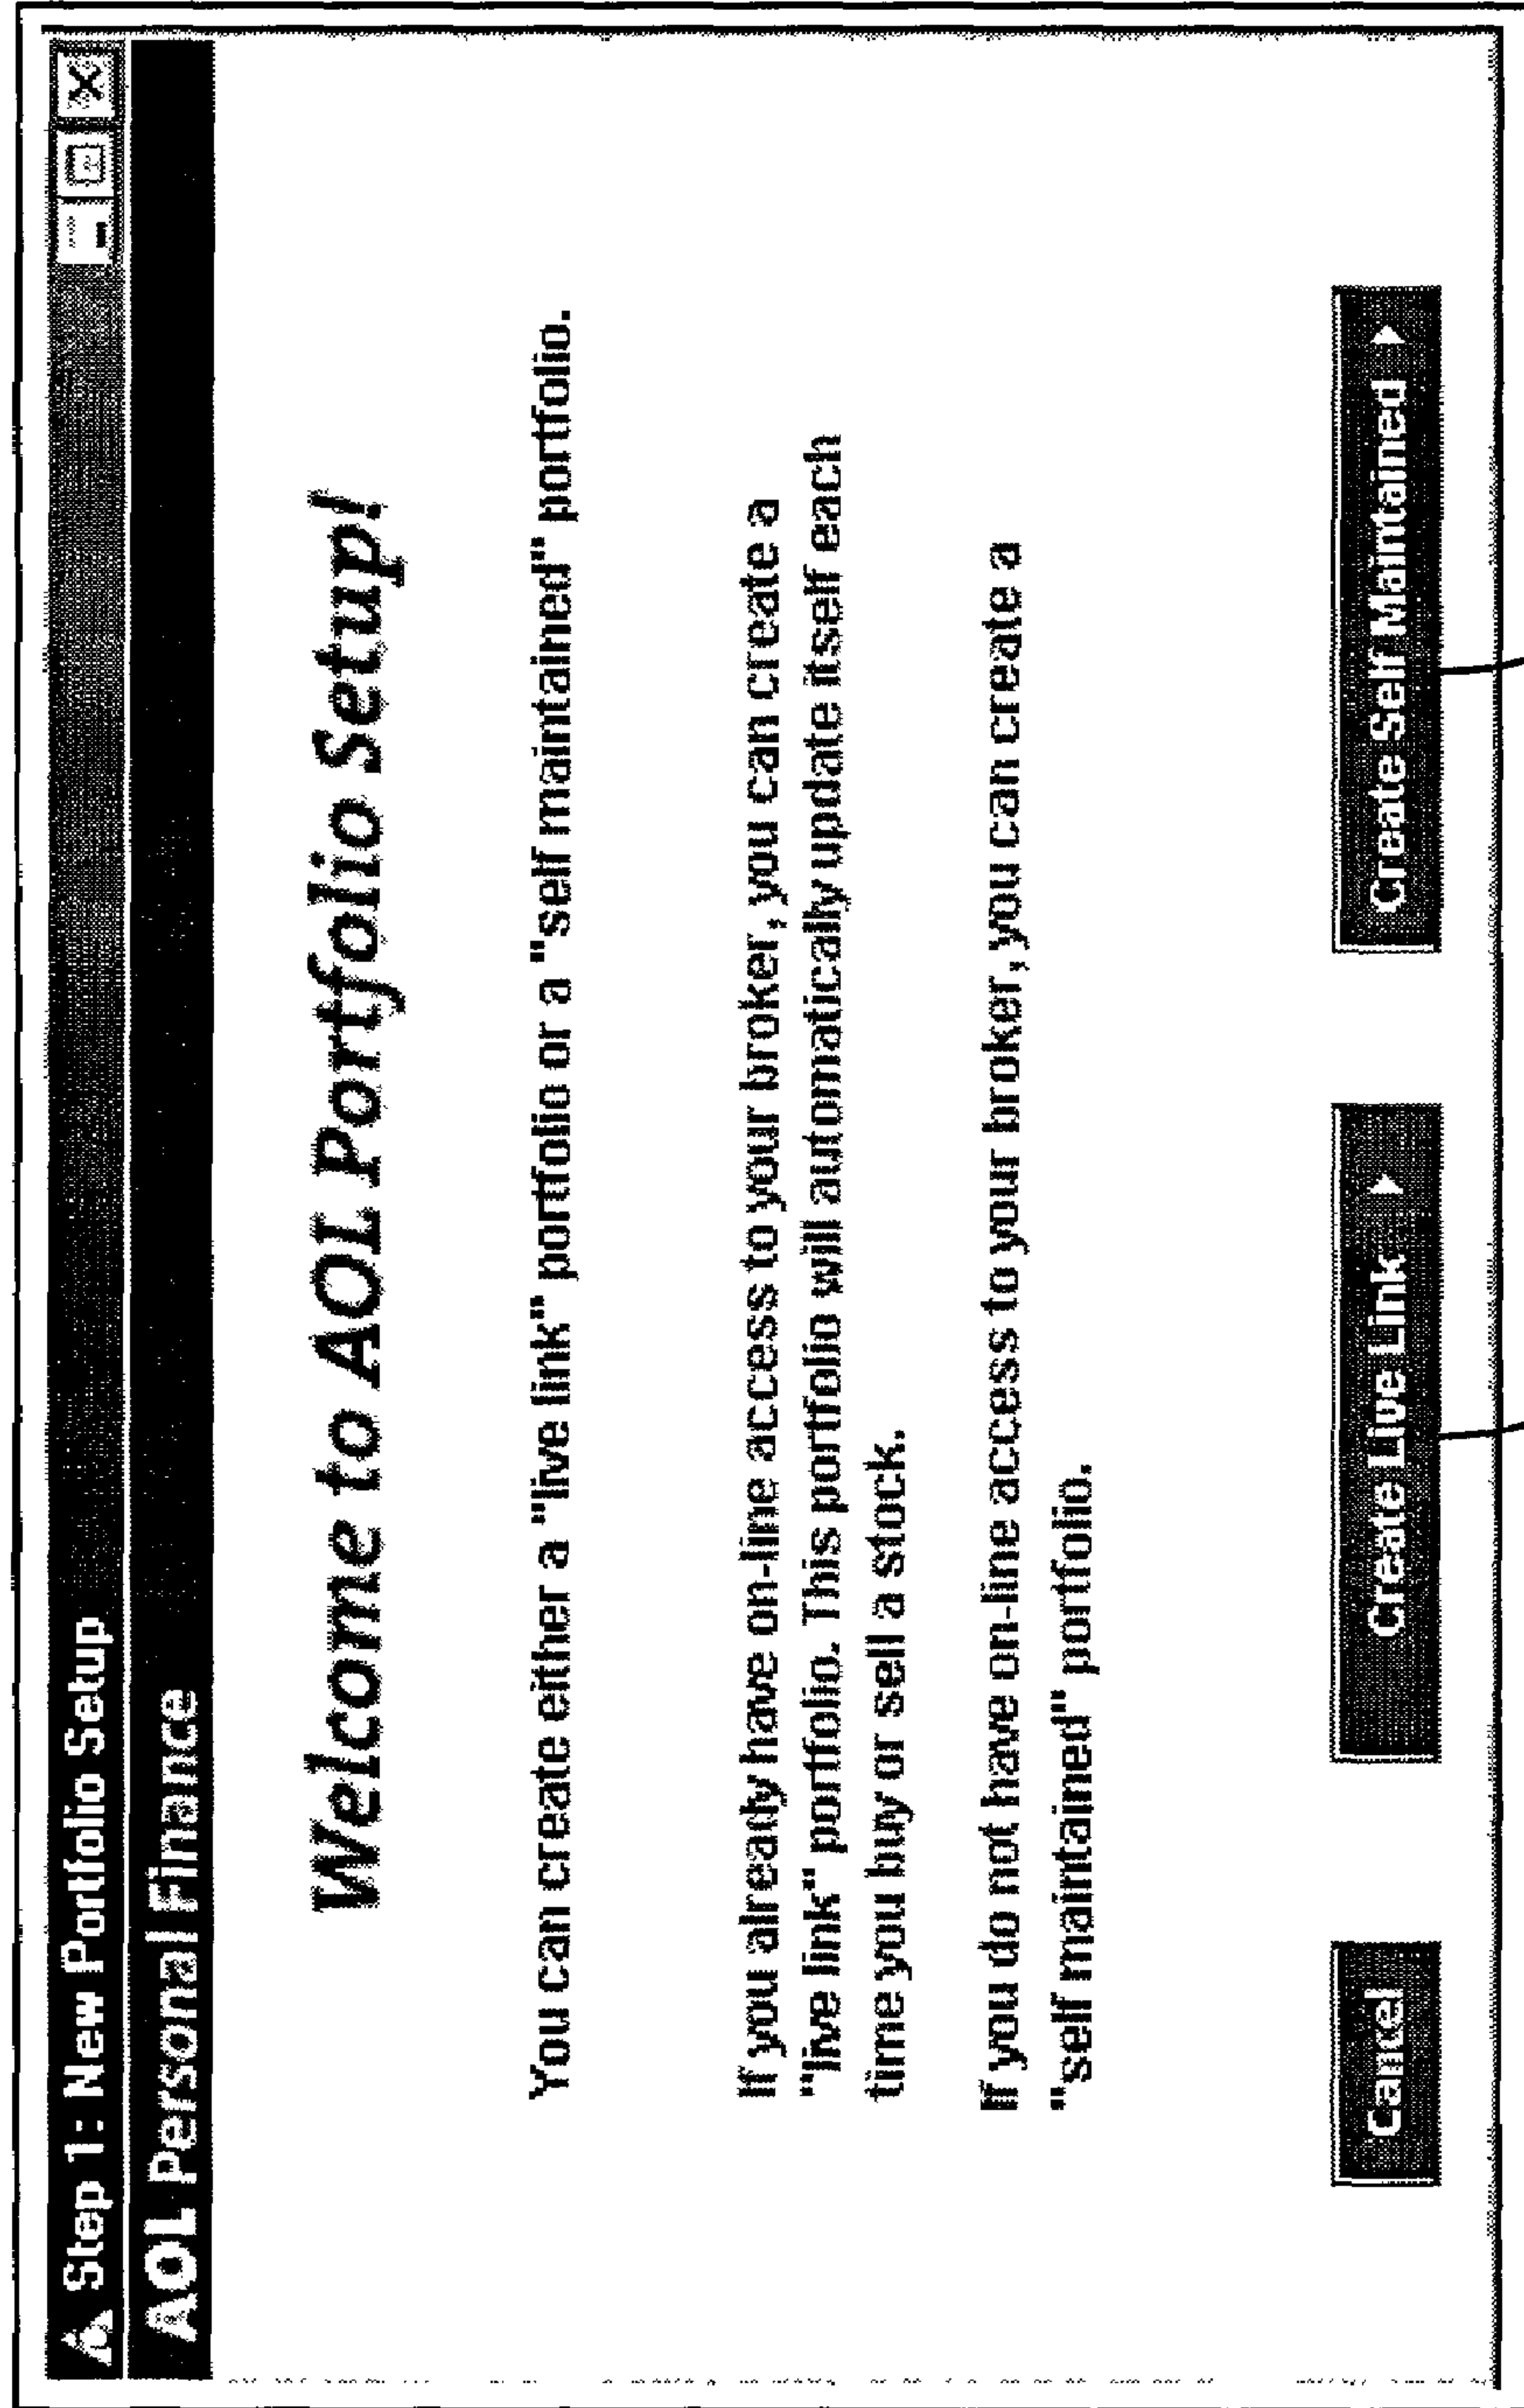 Step 1: New Portfolio Setup
AOL Personal Finance
Welcome to AOL Portfolio Setup!
You can create either a "live link" portfolio or a "self maintained" portfolio.
If you already have on-line access to your broker, you can create a
"live link" portfolio. This portfolio will automatically update itself each
time you buy or sell a stock.
If you do not have on-line access to your broker, you can create a
"self maintained" portfolio.
Cancel
Create Live Link
Create Self Maintained